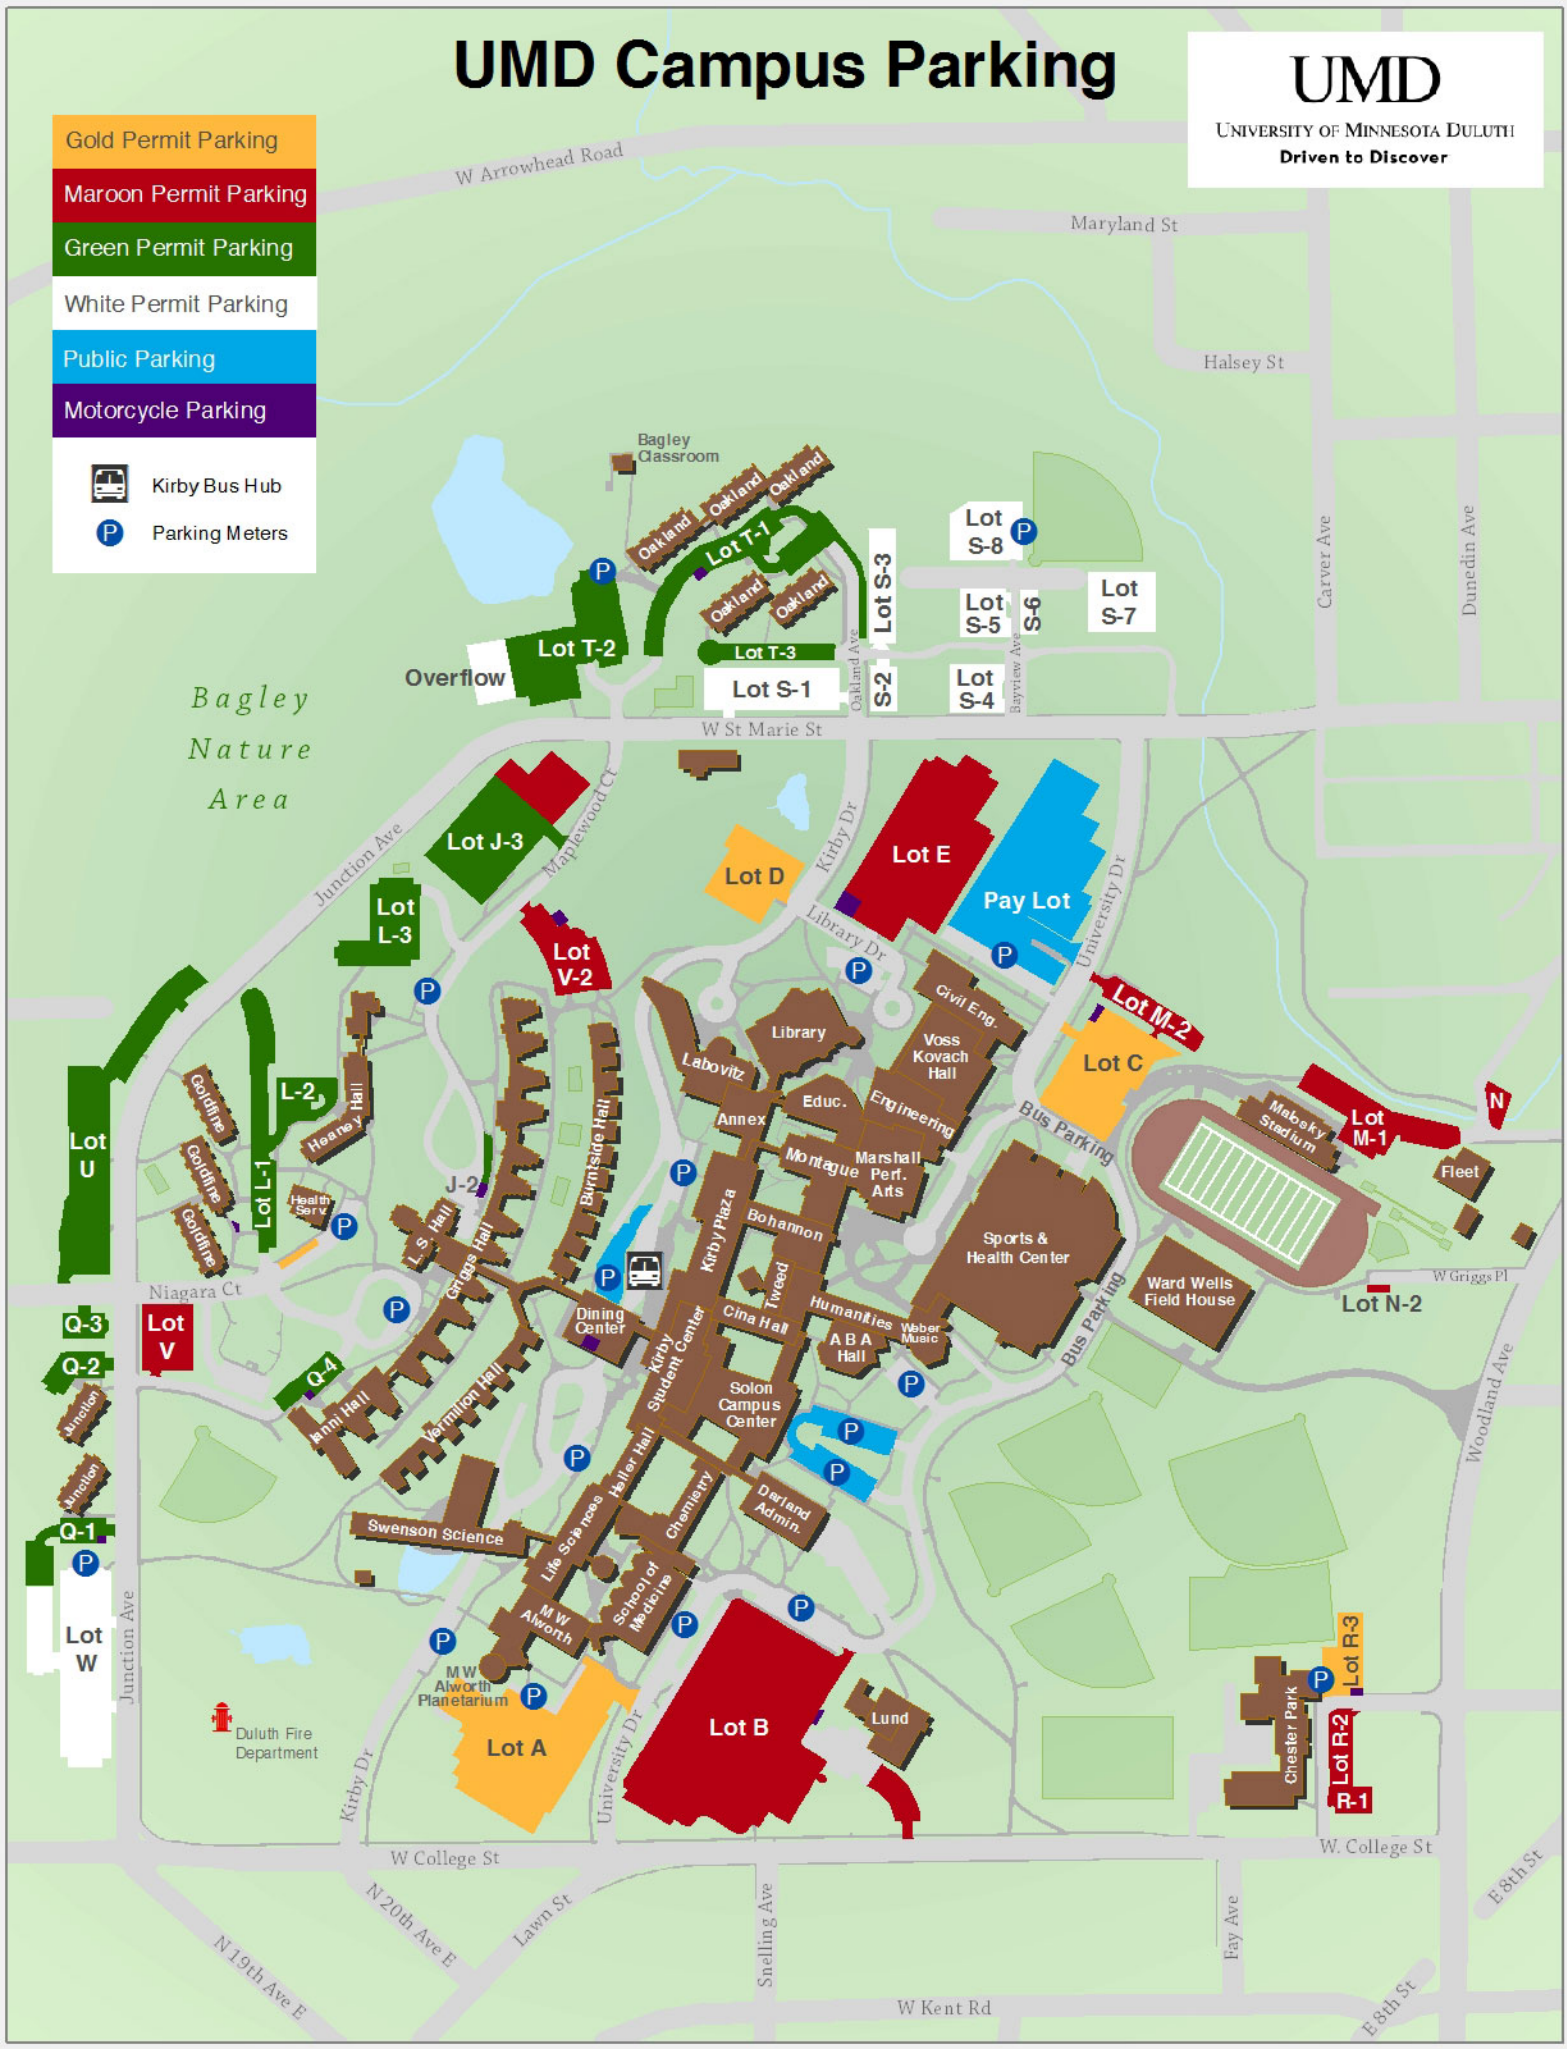 UMD Campus Parking
UMD
UNIVERSITY OF MINNESOTA DULUTH
Driven to Discover
Gold Permit Parking
Maroon Permit Parking
Green Permit Parking
White Permit Parking
Public Parking
Motorcycle Parking
Kirby Bus Hub
P
Parking Meters
W Arrowhead Road
Maryland St
Halsey St
Carver Ave
Dunedin Ave
Bagley
Classroom
Oakland
Oakland
Oakland
Lot T-1
Oakland
Oakland
P
Lot T-2
Overflow
Lot T-3
Lot S-1
Oakland Ave
Lot S-3
S-2
Lot
S-8
P
Lot
S-5
S-6
Lot
S-7
Lot
S-4
Bayview Ave
W St Marie St
Bagley
Nature
Area
Junction Ave
Lot J-3
Maplewood Ct
Lot
L-3
Lot
V-2
P
Lot D
Kirby Dr
Lot E
Library Dr
P
Pay Lot
P
University Dr
Lot M-2
Lot C
Bus Parking
Civil Eng.
Voss
Kovach
Hall
Library
Labovitz
Annex
Educ.
Engineering
Montague
Marshall
Perf.
Arts
Lot
U
L-2
Lot L-1
Goldfine
Goldfine
Goldfine
Heaney Hall
Health
Serv.
P
J-2
L. S. Hall
Griggs Hall
Burntside Hall
P
Kirby Plaza
Bohannon
Tweed
Sports &
Health Center
Mabosky
Stadium
Lot
M-1
N
Fleet
W Griggs Pl
Lot N-2
Ward Wells
Field House
Bus Parking
Niagara Ct
Q-3
Q-2
Lot
V
P
Q-4
Ianni Hall
Vermilion Hall
P
Dining
Center
Kirby
Student Center
Cina Hall
Humanities
A B A
Hall
Weber
Music
P
Solon
Campus
Center
P
P
P
Junction
Junction
Q-1
P
Lot
W
Junction Ave
Swenson Science
Heller Hall
Life Sciences
Chemistry
Darland
Admin.
School of
Medicine
M W
Alworth
P
P
P
M W
Alworth
Planetarium
P
Duluth Fire
Department
Lot A
Lot B
Lund
Kirby Dr
University Dr
Woodland Ave
Lot R-3
P
Chester Park
Lot R-2
R-1
W College St
W. College St
N 19th Ave E
N 20th Ave E
Lawn St
Snelling Ave
Fay Ave
W Kent Rd
E 8th St
E 8th St